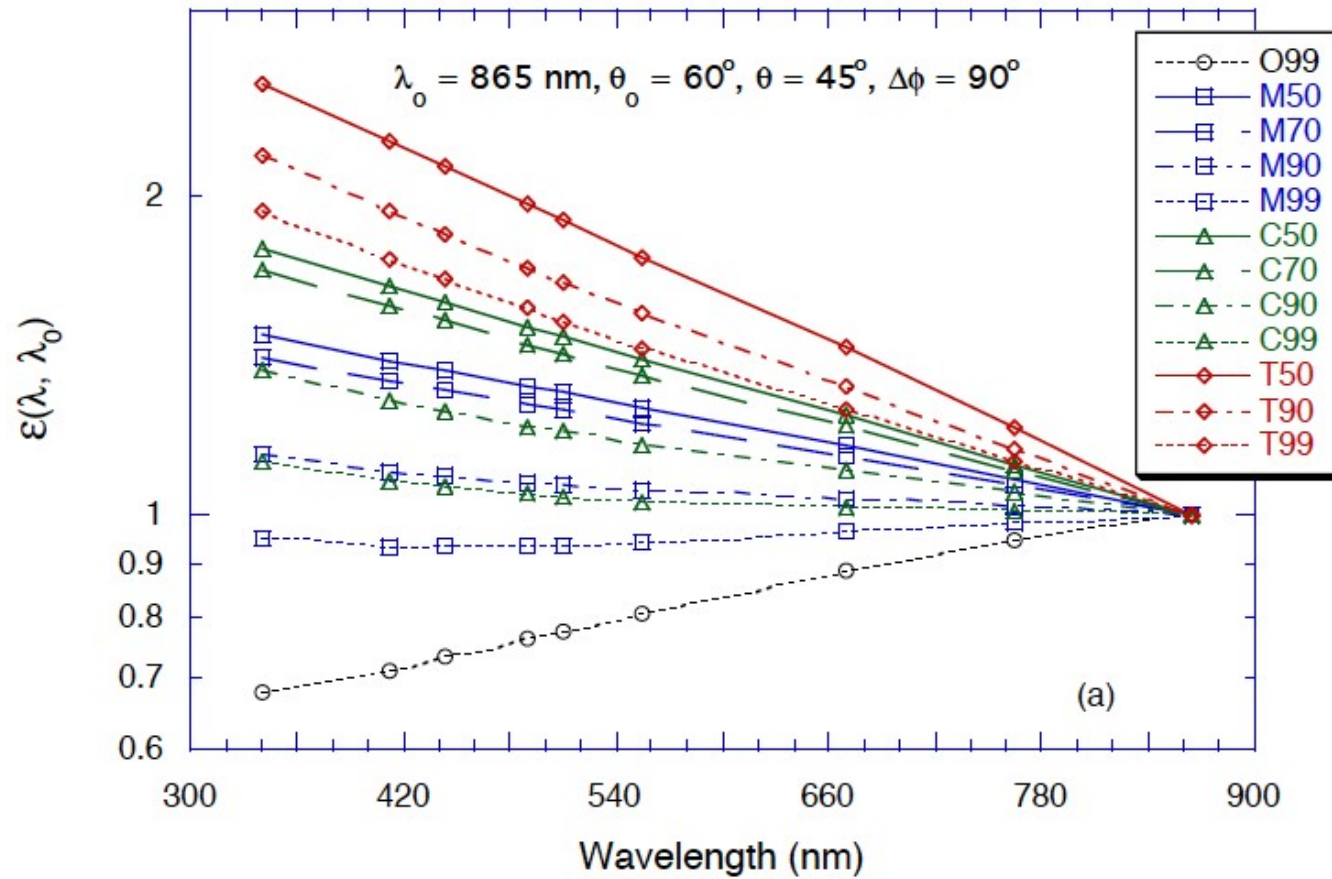 λo = 865 nm, θo = 60°, θ = 45°, Δϕ = 90°
O99
M50
M70
M90
M99
C50
C70
C90
C99
T50
T90
T99
ε(λ, λ0)
2
1
0.9
0.8
0.7
0.6
(a)
300 420 540 660 780 900
Wavelength (nm)